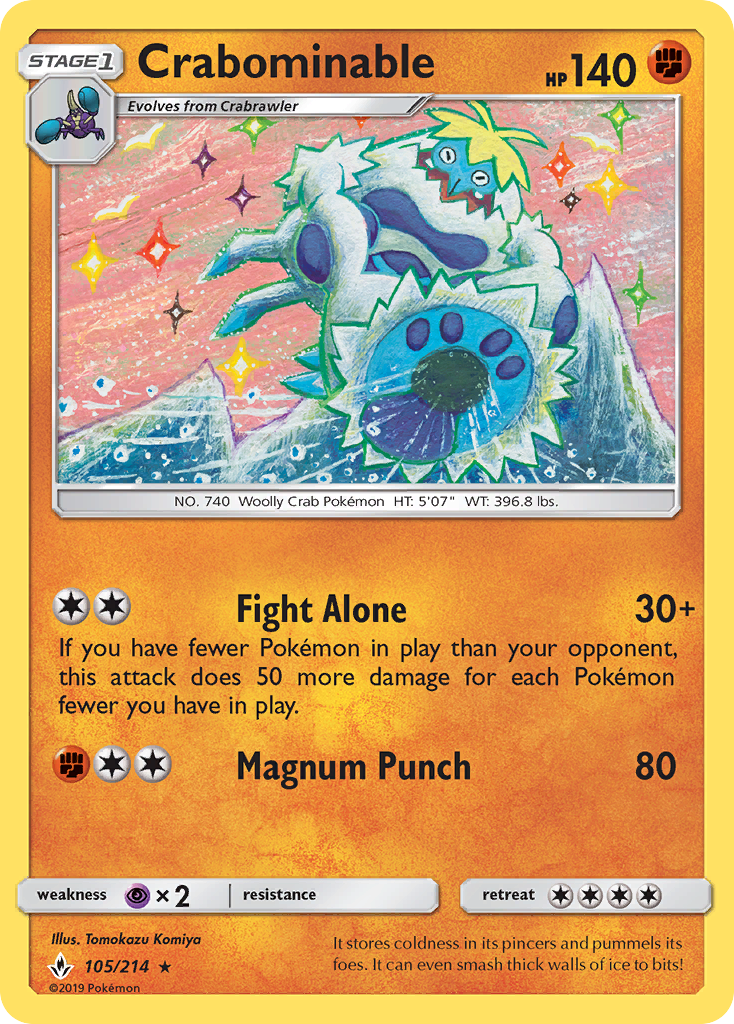 STAGE 1
Crabominable
HP 140
Evolves from Crabrawler
NO. 740 Woolly Crab Pokémon HT: 5'07" WT: 396.8 lbs.
Fight Alone 30+
If you have fewer Pokémon in play than your opponent,
this attack does 50 more damage for each Pokémon
fewer you have in play.
Magnum Punch 80
weakness × 2 resistance retreat
Illus. Tomokazu Komiya
105/214 ★
©2019 Pokémon
It stores coldness in its pincers and pummels its
foes. It can even smash thick walls of ice to bits!